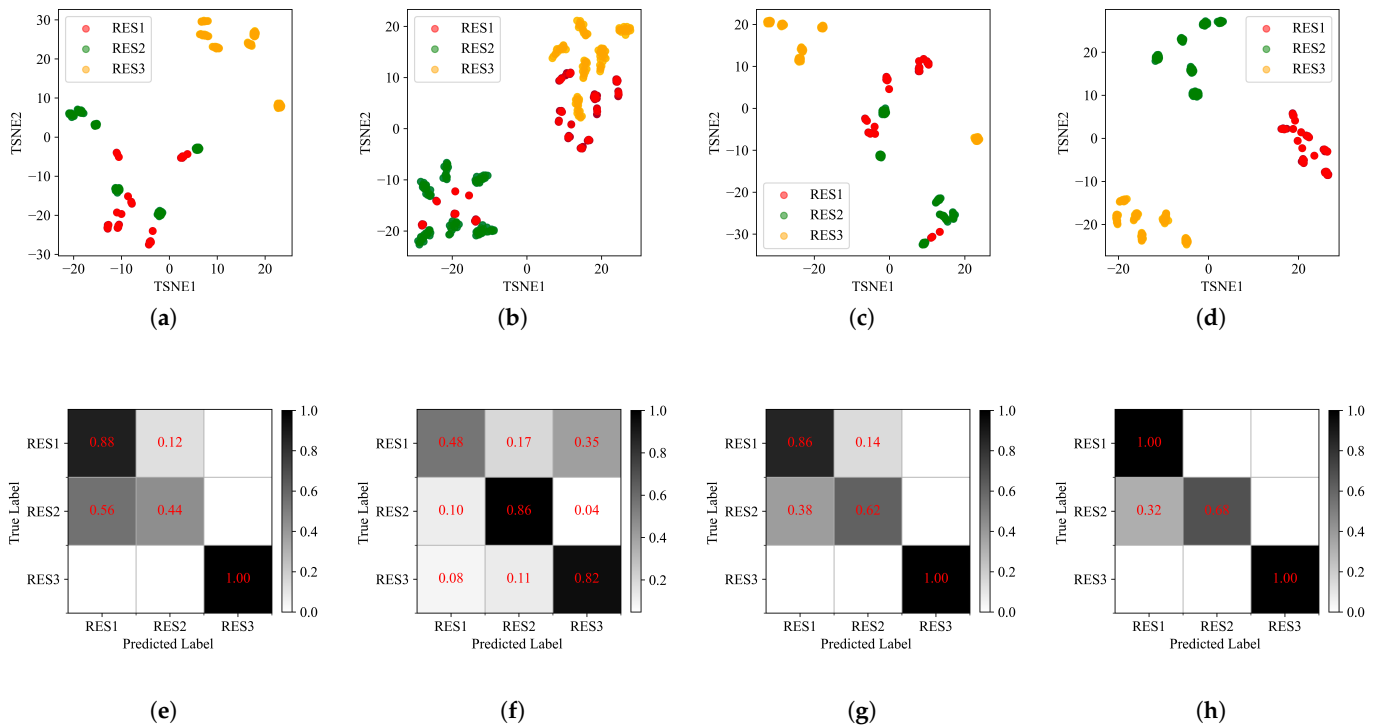 30
20
10
0
−10
−20
−30
−20
−10
0
10
20
TSNE2
TSNE1
RES1
RES2
RES3
(a)
20
10
0
−10
−20
−20
0
20
TSNE2
TSNE1
RES1
RES2
RES3
(b)
20
10
0
−10
−20
−30
−20
0
20
TSNE2
TSNE1
RES1
RES2
RES3
(c)
20
10
0
−10
−20
−20
0
20
TSNE2
TSNE1
RES1
RES2
RES3
(d)
True Label
RES1
RES2
RES3
0.88 0.12
0.56 0.44
1.00
RES1 RES2 RES3
Predicted Label
1.0
0.8
0.6
0.4
0.2
0.0
(e)
True Label
RES1
RES2
RES3
0.48 0.17 0.35
0.10 0.86 0.04
0.08 0.11 0.82
RES1 RES2 RES3
Predicted Label
1.0
0.8
0.6
0.4
0.2
(f)
True Label
RES1
RES2
RES3
0.86 0.14
0.38 0.62
1.00
RES1 RES2 RES3
Predicted Label
1.0
0.8
0.6
0.4
0.2
0.0
(g)
True Label
RES1
RES2
RES3
1.00
0.32 0.68
1.00
RES1 RES2 RES3
Predicted Label
1.0
0.8
0.6
0.4
0.2
0.0
(h)